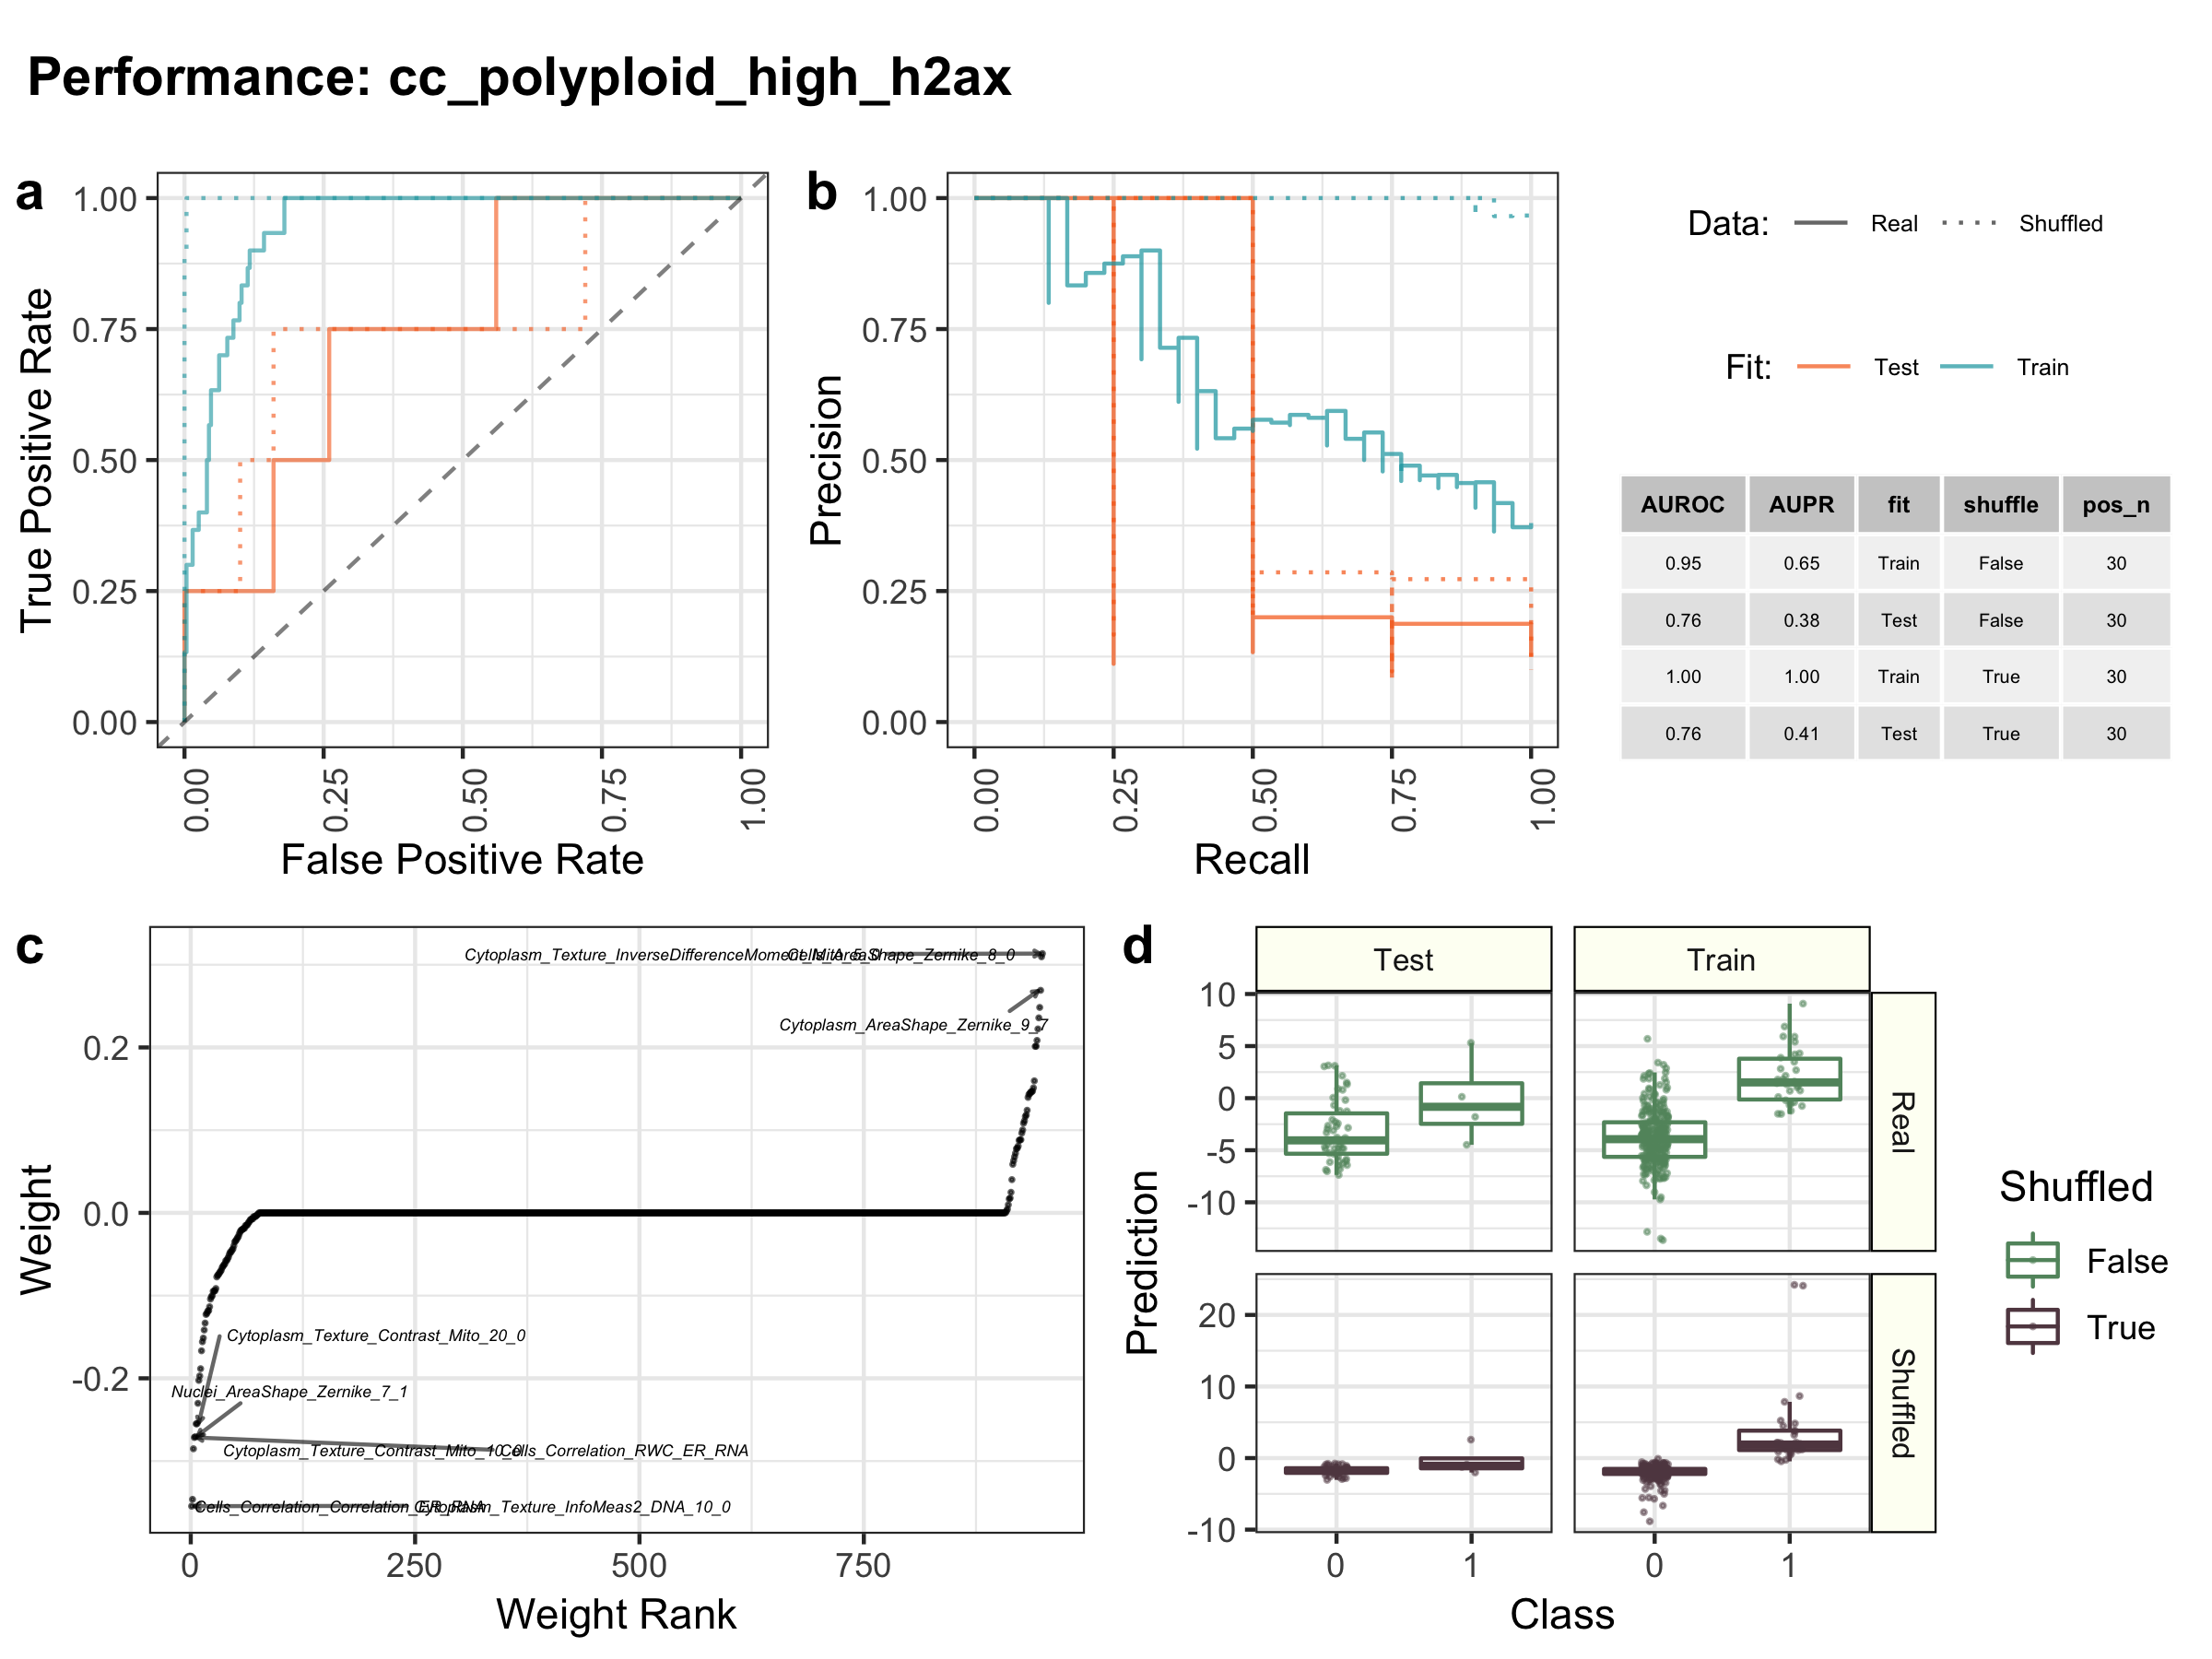 Performance: cc_polyploid_high_h2ax
a
1.00
0.75
0.50
0.25
0.00
True Positive Rate
0.00
0.25
0.50
0.75
1.00
False Positive Rate
b
1.00
0.75
0.50
0.25
0.00
Precision
0.00
0.25
0.50
0.75
1.00
Recall
Data: Real Shuffled
Fit: Test Train
AUROC AUPR fit shuffle pos_n
0.95 0.65 Train False 30
0.76 0.38 Test False 30
1.00 1.00 Train True 30
0.76 0.41 Test True 30
c
0.2
0.0
-0.2
Weight
Cytoplasm_Texture_InverseDifferenceMoment_Mito_5_0
Cells_AreaShape_Zernike_8_0
Cytoplasm_AreaShape_Zernike_9_7
Cytoplasm_Texture_Contrast_Mito_20_0
Nuclei_AreaShape_Zernike_7_1
Cytoplasm_Texture_Contrast_Mito_10_0
Cells_Correlation_RWC_ER_RNA
Cells_Correlation_Correlation_ER_RNA
Cytoplasm_Texture_InfoMeas2_DNA_10_0
0
250
500
750
Weight Rank
d
Test
Train
Real
Shuffled
10
5
0
-5
-10
20
10
0
-10
Prediction
0
1
0
1
Class
Shuffled
False
True